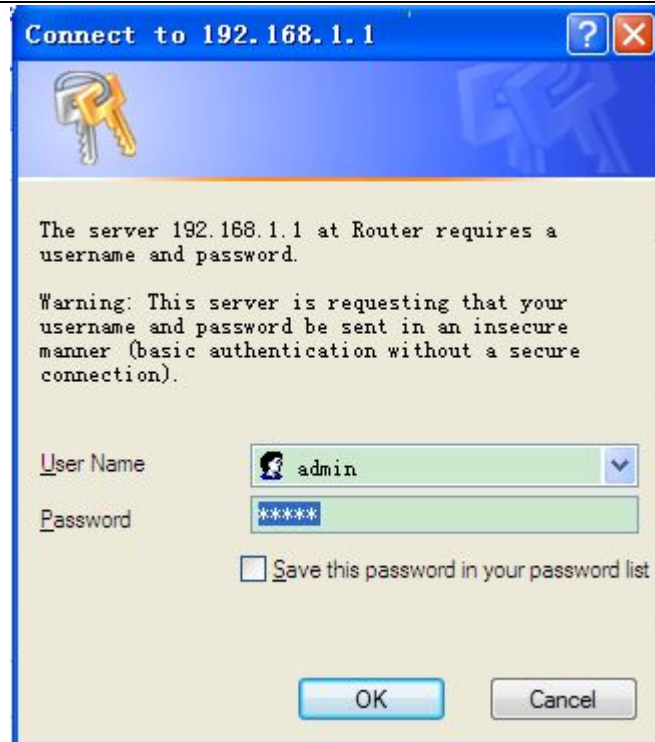 Connect to 192.168.1.1
The server 192.168.1.1 at Router requires a
username and password.
Warning: This server is requesting that your
username and password be sent in an insecure
manner (basic authentication without a secure
connection).
User Name admin
Password *****
Save this password in your password list
OK Cancel